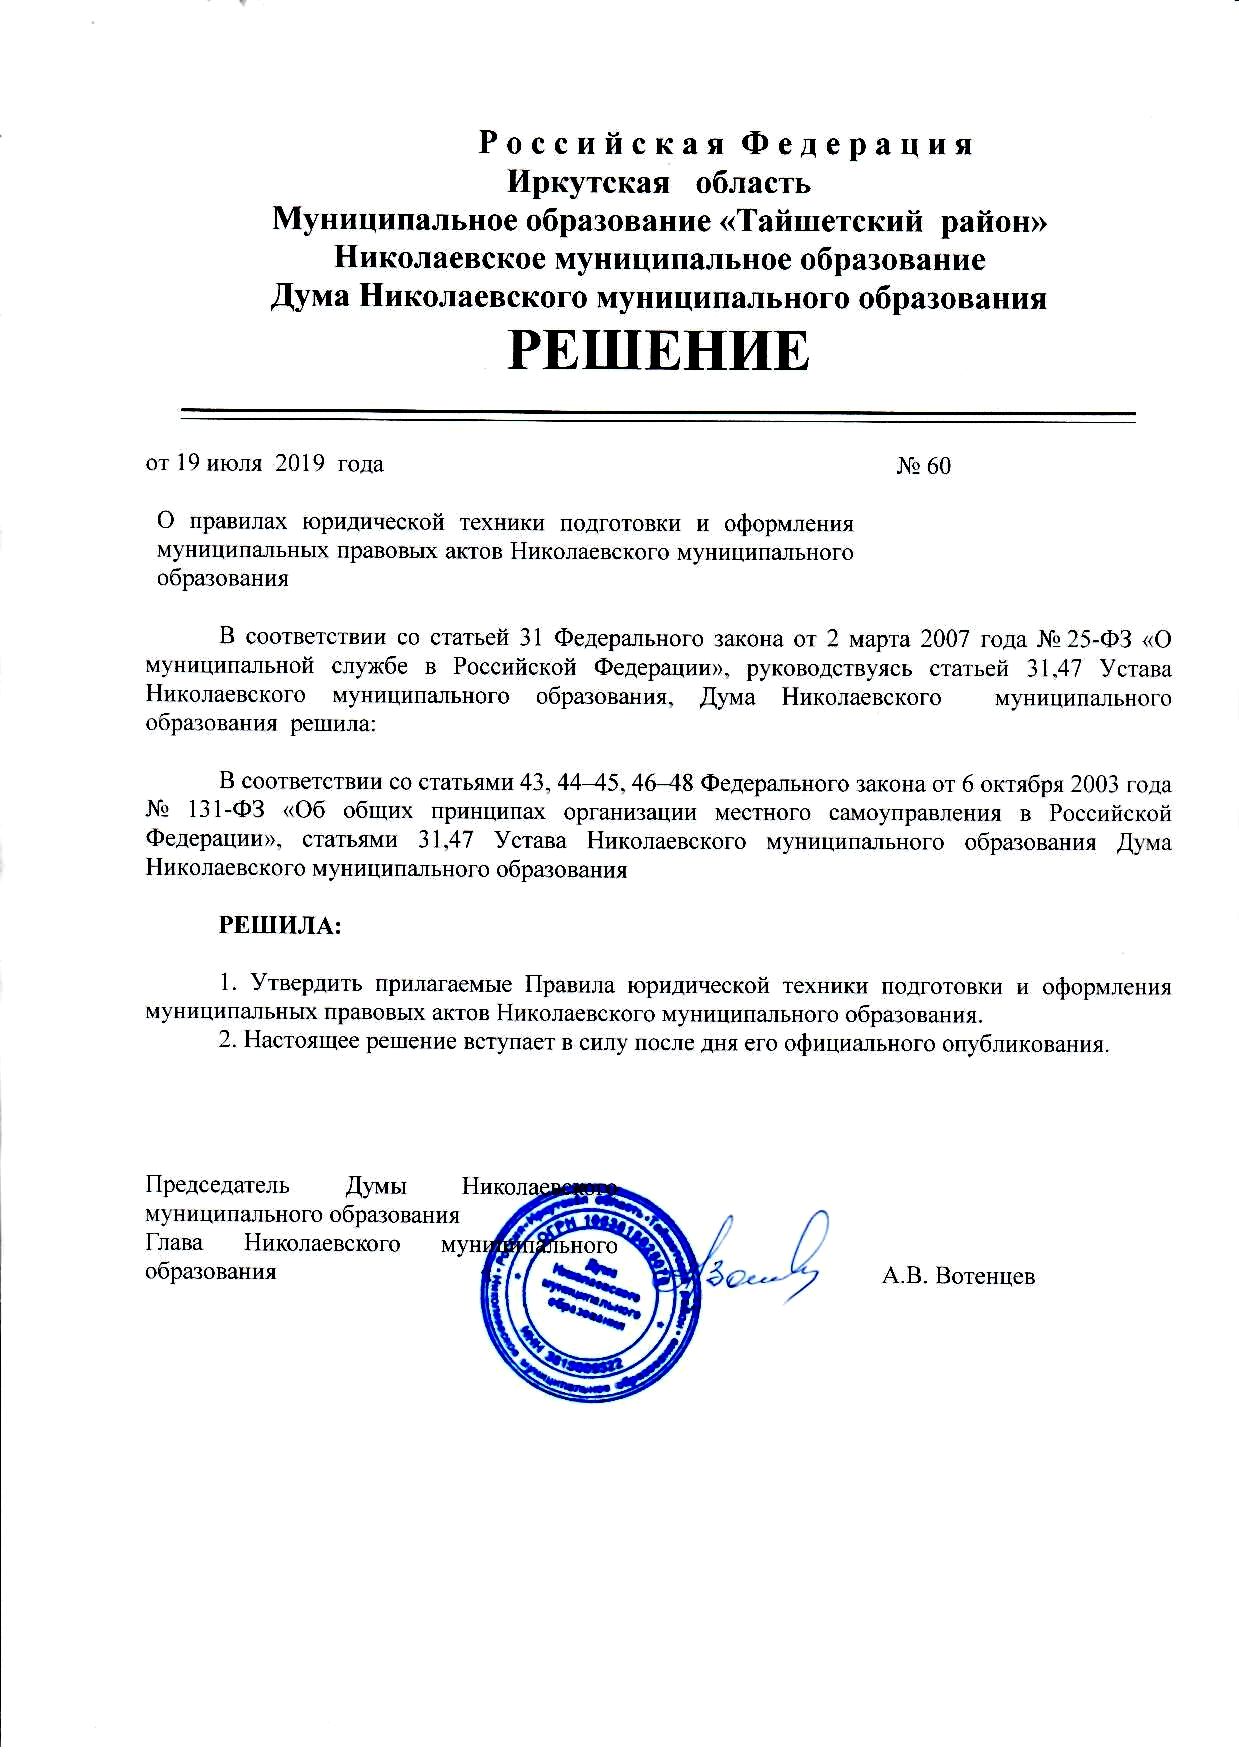 Российская Федерация
Иркутская область
Муниципальное образование «Тайшетский район»
Николаевское муниципальное образование
Дума Николаевского муниципального образования
РЕШЕНИЕ
от 19 июля 2019 года № 60
О правилах юридической техники подготовки и оформления
муниципальных правовых актов Николаевского муниципального
образования
В соответствии со статьей 31 Федерального закона от 2 марта 2007 года № 25-ФЗ «О
муниципальной службе в Российской Федерации», руководствуясь статьей 31,47 Устава
Николаевского муниципального образования, Дума Николаевского муниципального
образования решила:
В соответствии со статьями 43, 44–45, 46–48 Федерального закона от 6 октября 2003 года
№ 131-ФЗ «Об общих принципах организации местного самоуправления в Российской
Федерации», статьями 31,47 Устава Николаевского муниципального образования Дума
Николаевского муниципального образования
РЕШИЛА:
1. Утвердить прилагаемые Правила юридической техники подготовки и оформления
муниципальных правовых актов Николаевского муниципального образования.
2. Настоящее решение вступает в силу после дня его официального опубликования.
Председатель Думы Николаевского
муниципального образования
Глава Николаевского муниципального
образования А.В. Вотенцев
Дума
Николаевского
муниципального
образования